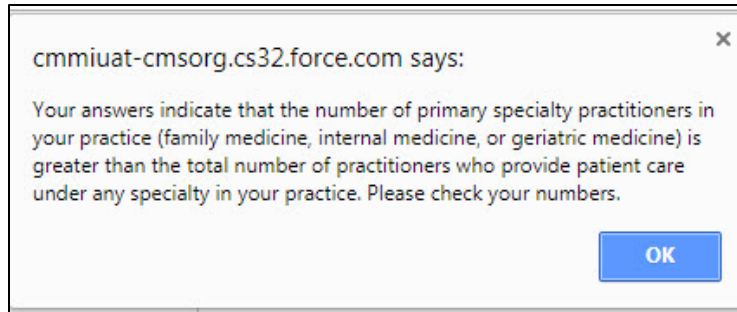 cmmiuat-cmsorg.cs32.force.com says:
Your answers indicate that the number of primary specialty practitioners in
your practice (family medicine, internal medicine, or geriatric medicine) is
greater than the total number of practitioners who provide patient care
under any specialty in your practice. Please check your numbers.
OK